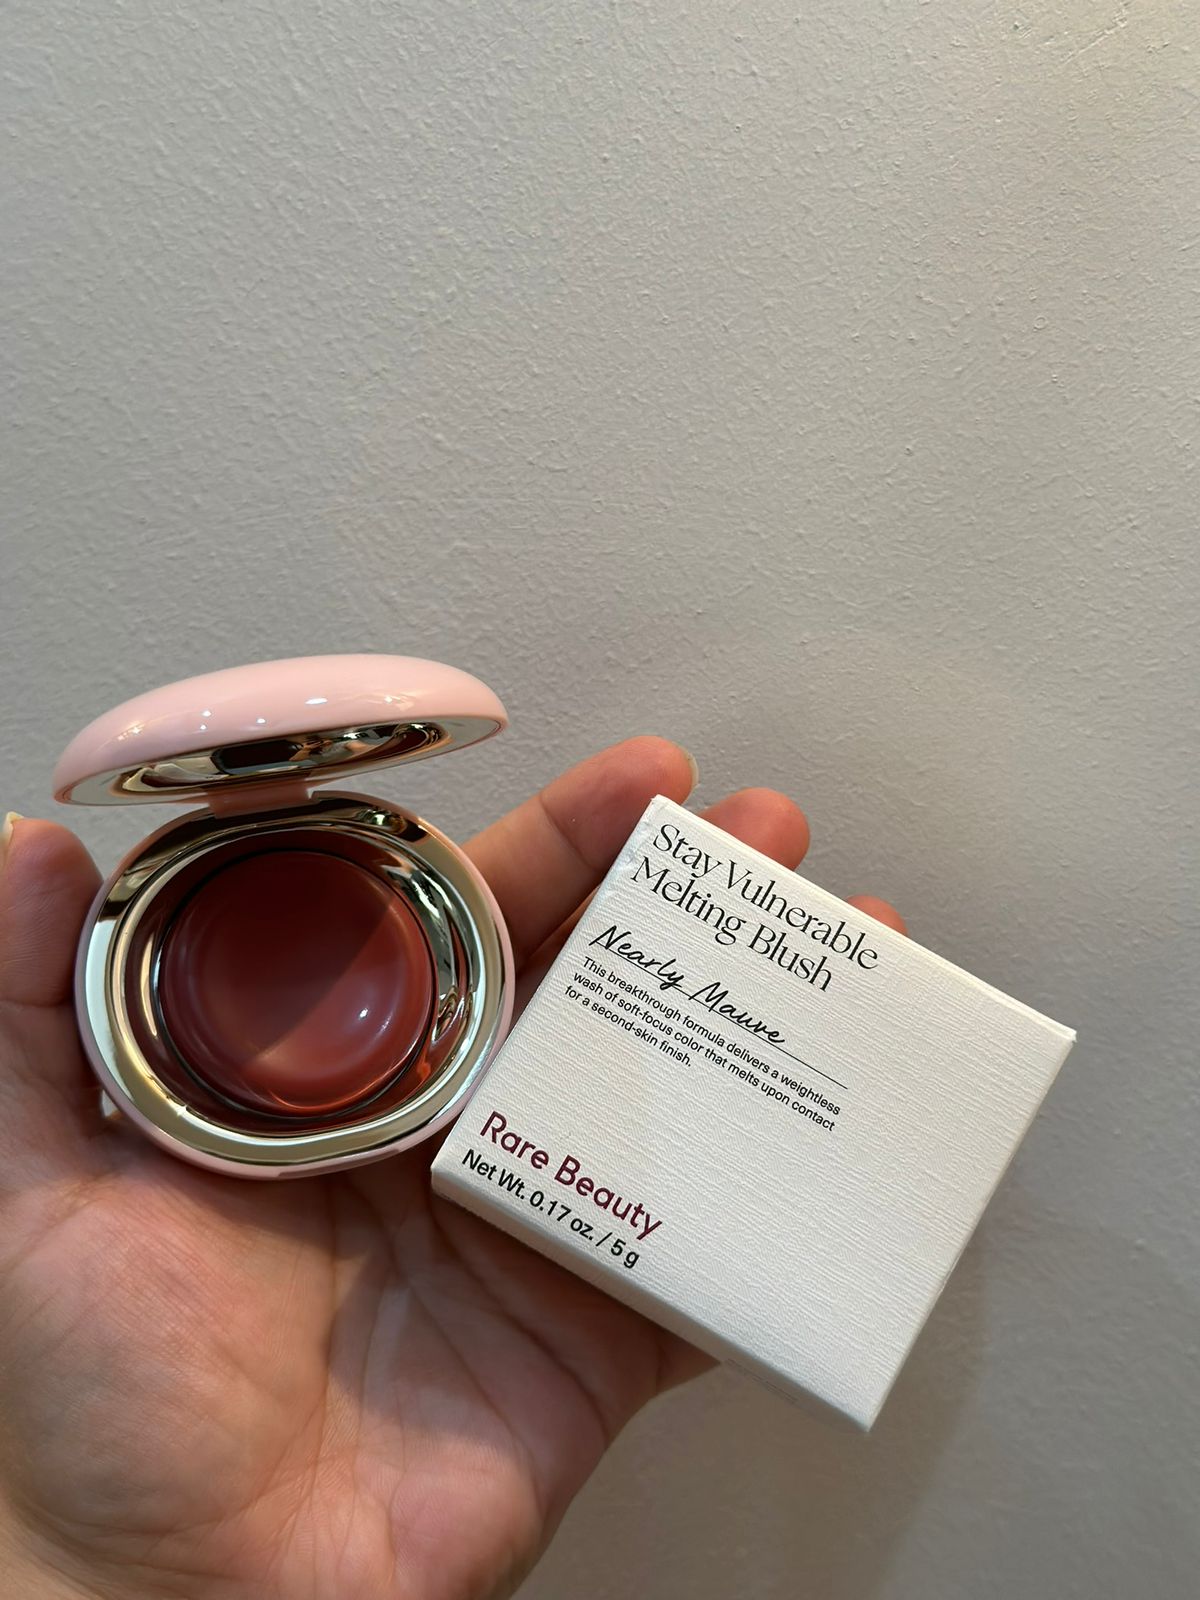 Stay Vulnerable
Melting Blush
Nearly Mauve
This breakthrough formula delivers a weightless
wash of soft-focus color that melts upon contact
for a second-skin finish.
Rare Beauty
Net Wt. 0.17 oz. / 5 g